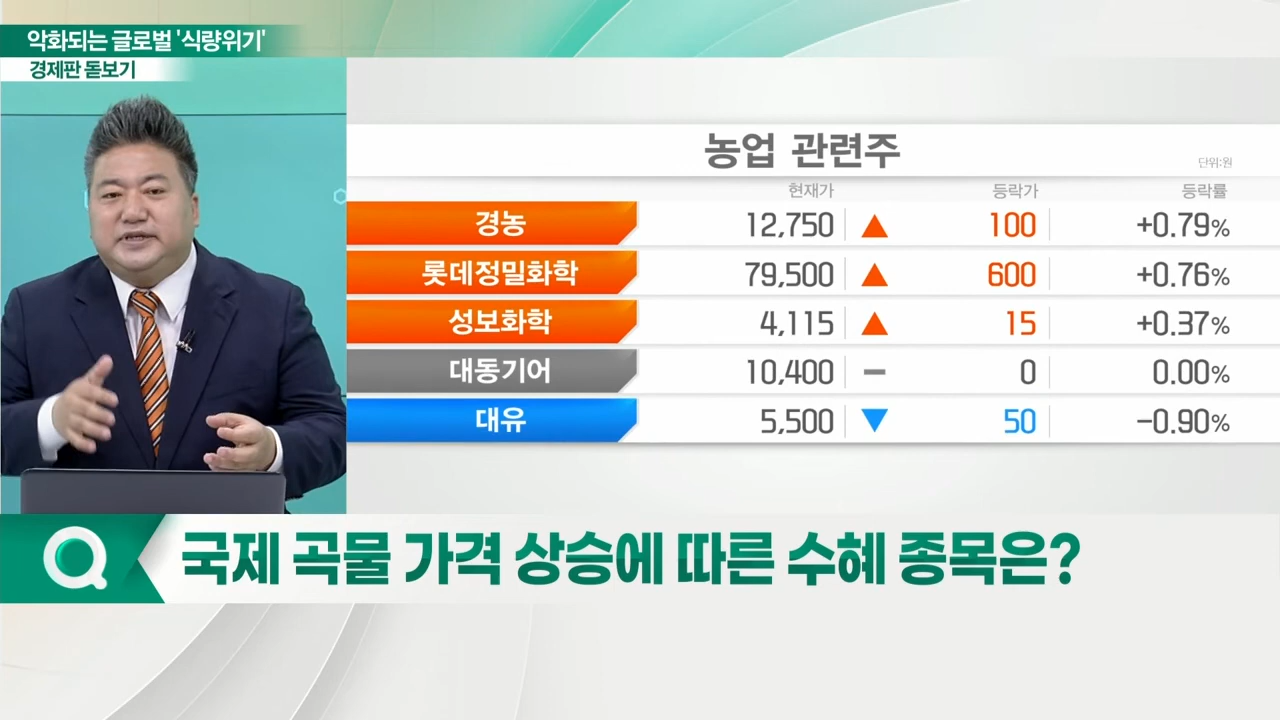 악화되는 글로벌 '식량위기'
경제판 돋보기
농업 관련주
단위:원
현재가 등락가 등락률
경농 12,750 ▲ 100 +0.79%
롯데정밀화학 79,500 ▲ 600 +0.76%
성보화학 4,115 ▲ 15 +0.37%
대동기어 10,400 - 0 0.00%
대유 5,500 ▼ 50 -0.90%
Q 국제 곡물 가격 상승에 따른 수혜 종목은?